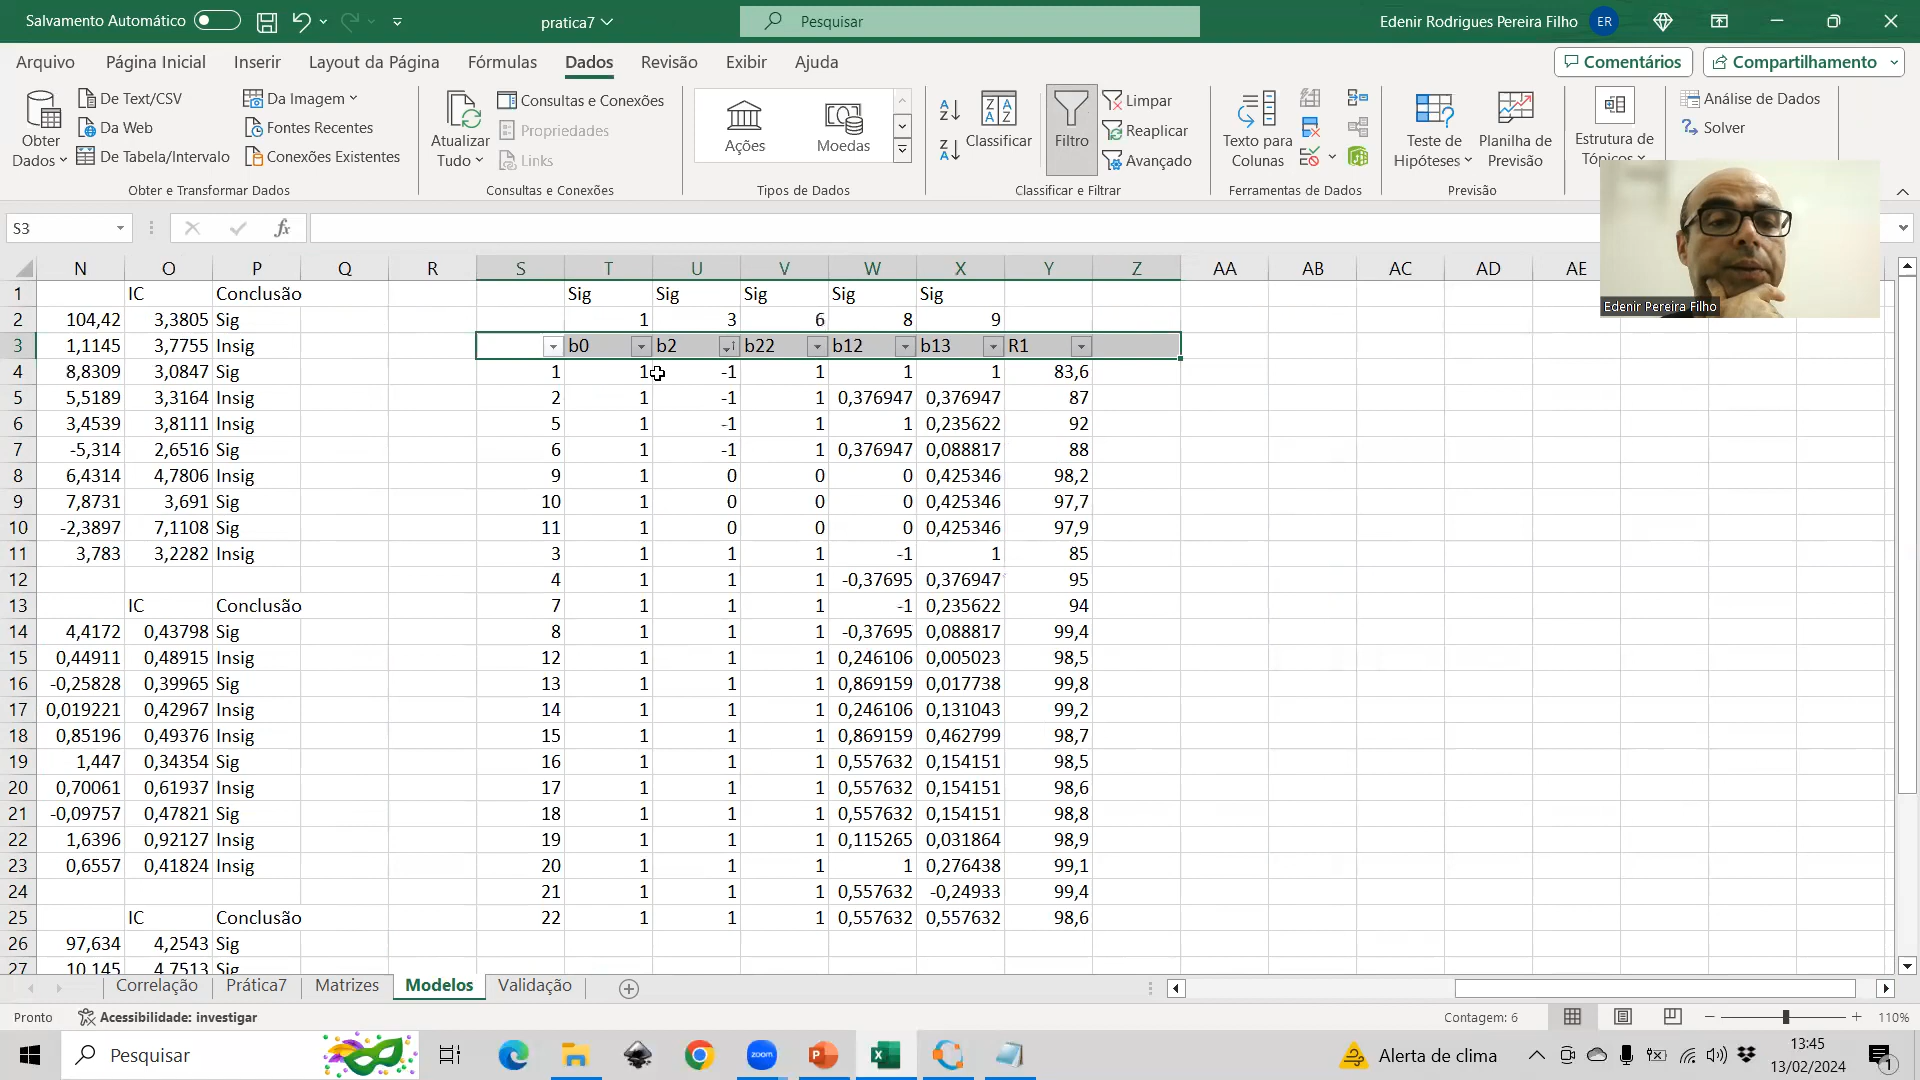 Salvamento Automático
pratica7
Pesquisar
Edenir Rodrigues Pereira Filho ER
Arquivo Página Inicial Inserir Layout da Página Fórmulas Dados Revisão Exibir Ajuda Comentários Compartilhamento
Obter Dados
De Text/CSV
Da Web
De Tabela/Intervalo
Da Imagem
Fontes Recentes
Conexões Existentes
Obter e Transformar Dados
Atualizar Tudo
Consultas e Conexões
Propriedades
Links
Consultas e Conexões
Ações
Moedas
Tipos de Dados
Classificar
Filtro
Limpar
Reaplicar
Avançado
Classificar e Filtrar
Texto para Colunas
Ferramentas de Dados
Teste de Hipóteses
Planilha de Previsão
Previsão
Estrutura de Tópicos
Análise de Dados
Solver
Edenir Pereira Filho
S3 fx
N O P Q R S T U V W X Y Z AA AB AC AD AE
1 IC Conclusão Sig Sig Sig Sig Sig
2 104,42 3,3805 Sig 1 3 6 8 9
3 1,1145 3,7755 Insig b0 b2 b22 b12 b13 R1
4 8,8309 3,0847 Sig 1 1 -1 1 1 1 83,6
5 5,5189 3,3164 Insig 2 1 -1 1 0,376947 0,376947 87
6 3,4539 3,8111 Insig 5 1 -1 1 1 0,235622 92
7 -5,314 2,6516 Sig 6 1 -1 1 0,376947 0,088817 88
8 6,4314 4,7806 Insig 9 1 0 0 0 0,425346 98,2
9 7,8731 3,691 Sig 10 1 0 0 0 0,425346 97,7
10 -2,3897 7,1108 Sig 11 1 0 0 0 0,425346 97,9
11 3,783 3,2282 Insig 3 1 1 1 -1 1 85
12 4 1 1 1 -0,37695 0,376947 95
13 IC Conclusão 7 1 1 1 -1 0,235622 94
14 4,4172 0,43798 Sig 8 1 1 1 -0,37695 0,088817 99,4
15 0,44911 0,48915 Insig 12 1 1 1 0,246106 0,005023 98,5
16 -0,25828 0,39965 Sig 13 1 1 1 0,869159 0,017738 99,8
17 0,019221 0,42967 Insig 14 1 1 1 0,246106 0,131043 99,2
18 0,85196 0,49376 Insig 15 1 1 1 0,869159 0,462799 98,7
19 1,447 0,34354 Sig 16 1 1 1 0,557632 0,154151 98,5
20 0,70061 0,61937 Insig 17 1 1 1 0,557632 0,154151 98,6
21 -0,09757 0,47821 Sig 18 1 1 1 0,557632 0,154151 98,8
22 1,6396 0,92127 Insig 19 1 1 1 0,115265 0,031864 98,9
23 0,6557 0,41824 Insig 20 1 1 1 1 0,276438 99,1
24 21 1 1 1 0,557632 -0,24933 99,4
25 IC Conclusão 22 1 1 1 0,557632 0,557632 98,6
26 97,634 4,2543 Sig
27 10,145 4,7513 Sig
Correlação Prática7 Matrizes Modelos Validação
Pronto Acessibilidade: investigar Contagem: 6 110%
Pesquisar zoom Alerta de clima 13:45
13/02/2024 1